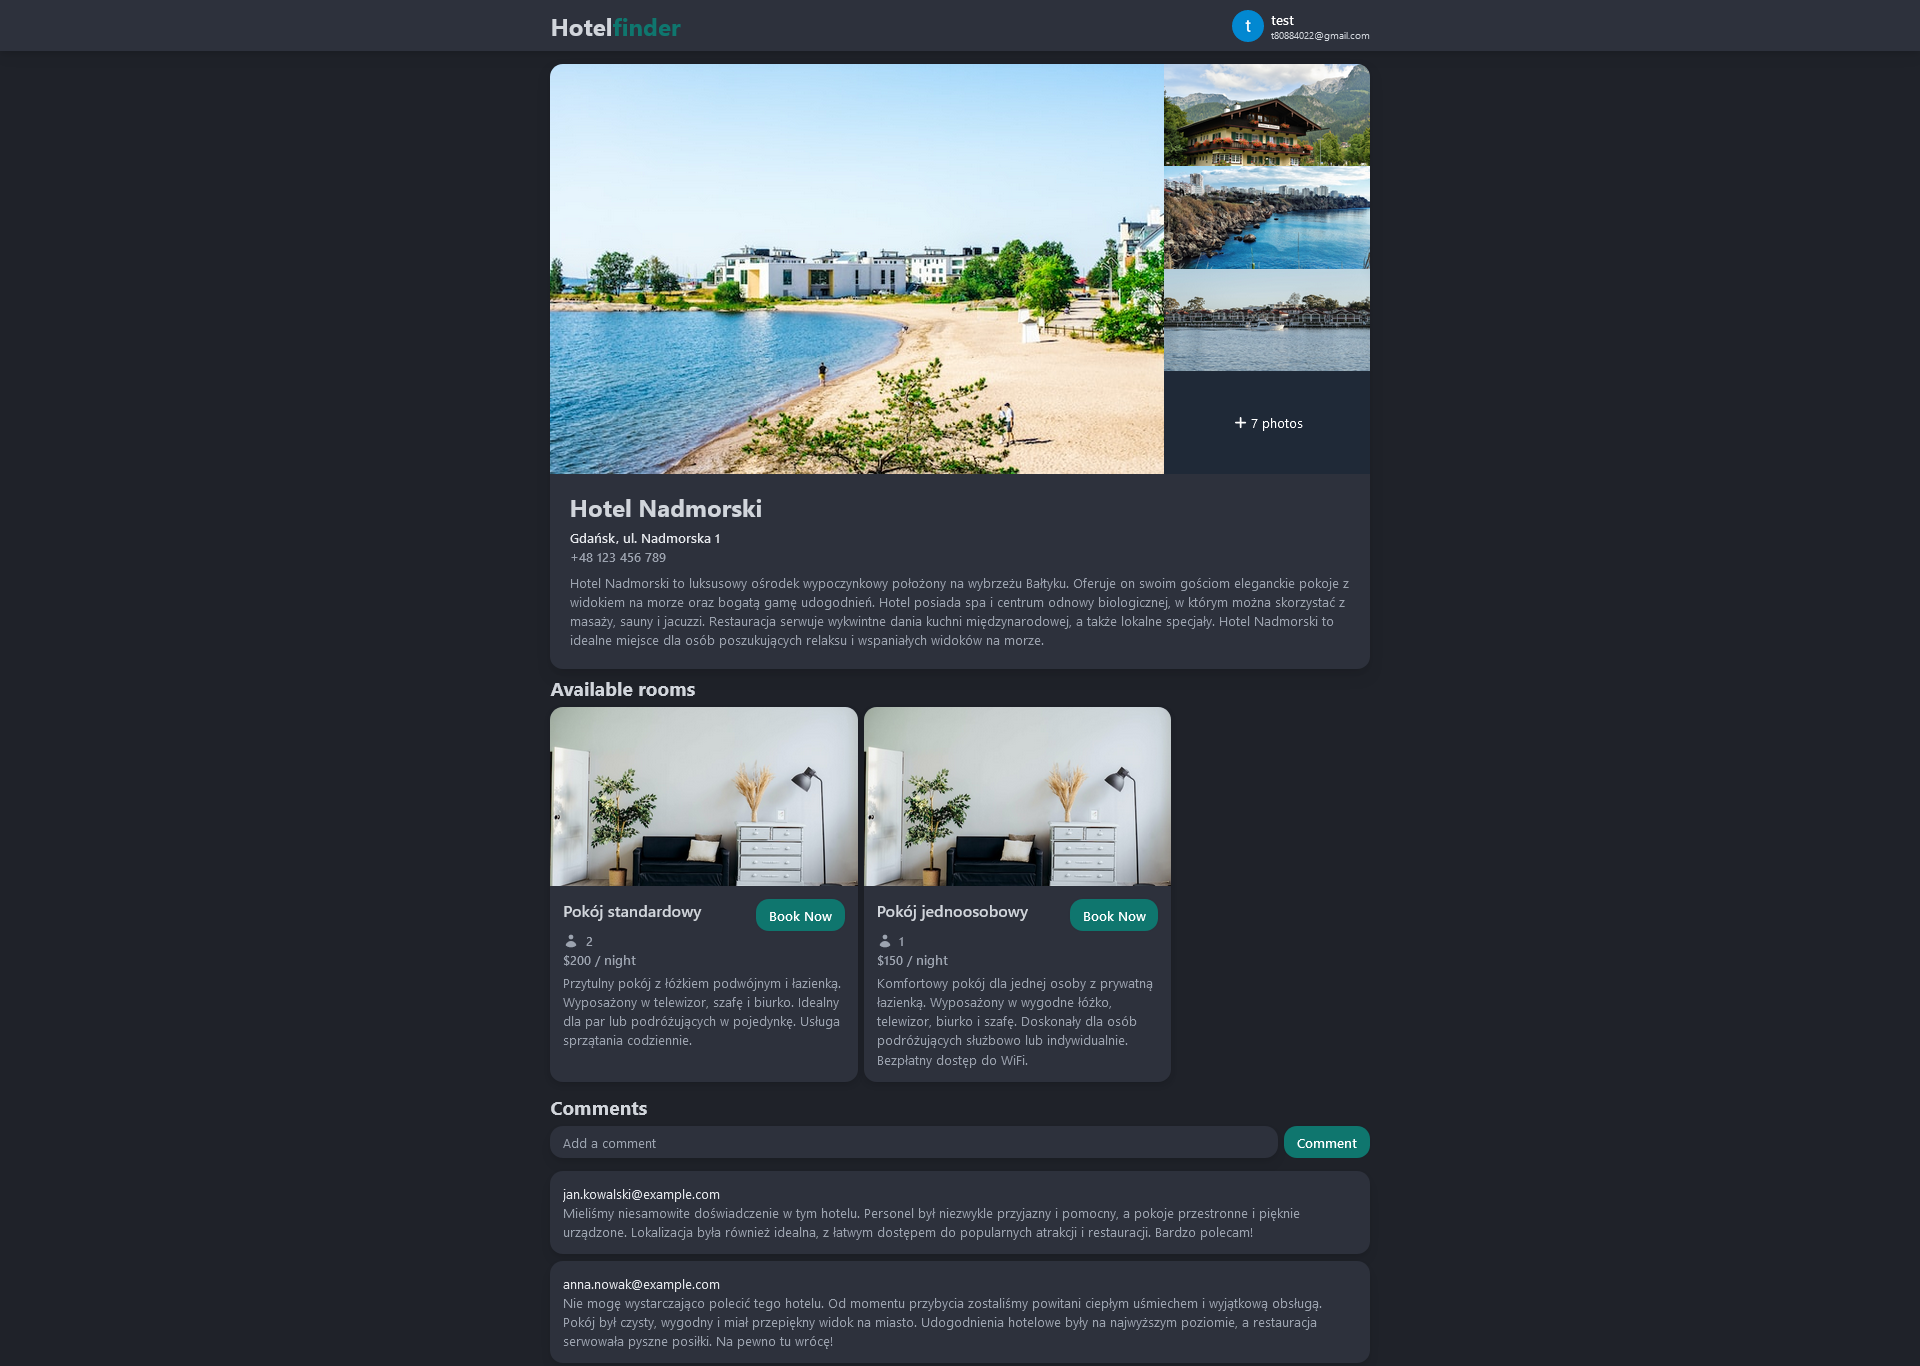 Hotelfinder
t
test
t80884022@gmail.com
+ 7 photos
Hotel Nadmorski
Gdańsk, ul. Nadmorska 1
+48 123 456 789
Hotel Nadmorski to luksusowy ośrodek wypoczynkowy położony na wybrzeżu Bałtyku. Oferuje on swoim gościom eleganckie pokoje z
widokiem na morze oraz bogatą gamę udogodnień. Hotel posiada spa i centrum odnowy biologicznej, w którym można skorzystać z
masaży, sauny i jacuzzi. Restauracja serwuje wykwintne dania kuchni międzynarodowej, a także lokalne specjały. Hotel Nadmorski to
idealne miejsce dla osób poszukujących relaksu i wspaniałych widoków na morze.
Available rooms
Pokój standardowy
Book Now
2
$200 / night
Przytulny pokój z łóżkiem podwójnym i łazienką.
Wyposażony w telewizor, szafę i biurko. Idealny
dla par lub podróżujących w pojedynkę. Usługa
sprzątania codziennie.
Pokój jednoosobowy
Book Now
1
$150 / night
Komfortowy pokój dla jednej osoby z prywatną
łazienką. Wyposażony w wygodne łóżko,
telewizor, biurko i szafę. Doskonały dla osób
podróżujących służbowo lub indywidualnie.
Bezpłatny dostęp do WiFi.
Comments
Add a comment
Comment
jan.kowalski@example.com
Mieliśmy niesamowite doświadczenie w tym hotelu. Personel był niezwykle przyjazny i pomocny, a pokoje przestronne i pięknie
urządzone. Lokalizacja była również idealna, z łatwym dostępem do popularnych atrakcji i restauracji. Bardzo polecam!
anna.nowak@example.com
Nie mogę wystarczająco polecić tego hotelu. Od momentu przybycia zostaliśmy powitani ciepłym uśmiechem i wyjątkową obsługą.
Pokój był czysty, wygodny i miał przepiękny widok na miasto. Udogodnienia hotelowe były na najwyższym poziomie, a restauracja
serwowała pyszne posiłki. Na pewno tu wrócę!